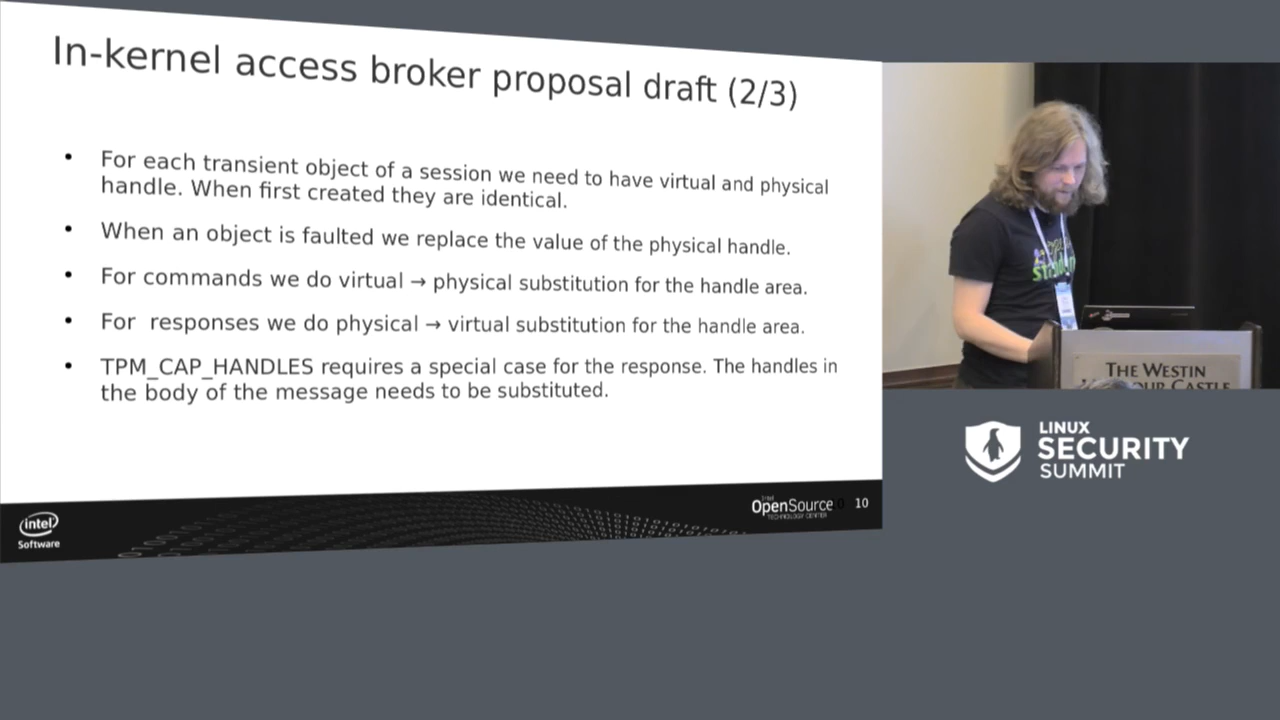 In-kernel access broker proposal draft (2/3)
• For each transient object of a session we need to have virtual and physical
handle. When first created they are identical.
• When an object is faulted we replace the value of the physical handle.
• For commands we do virtual → physical substitution for the handle area.
• For  responses we do physical → virtual substitution for the handle area.
• TPM_CAP_HANDLES requires a special case for the response. The handles in
the body of the message needs to be substituted.
intel
Software
Intel
OpenSource
TECHNOLOGY CENTER
10
THE WESTIN
CASTLE
LINUX
SECURITY
SUMMIT